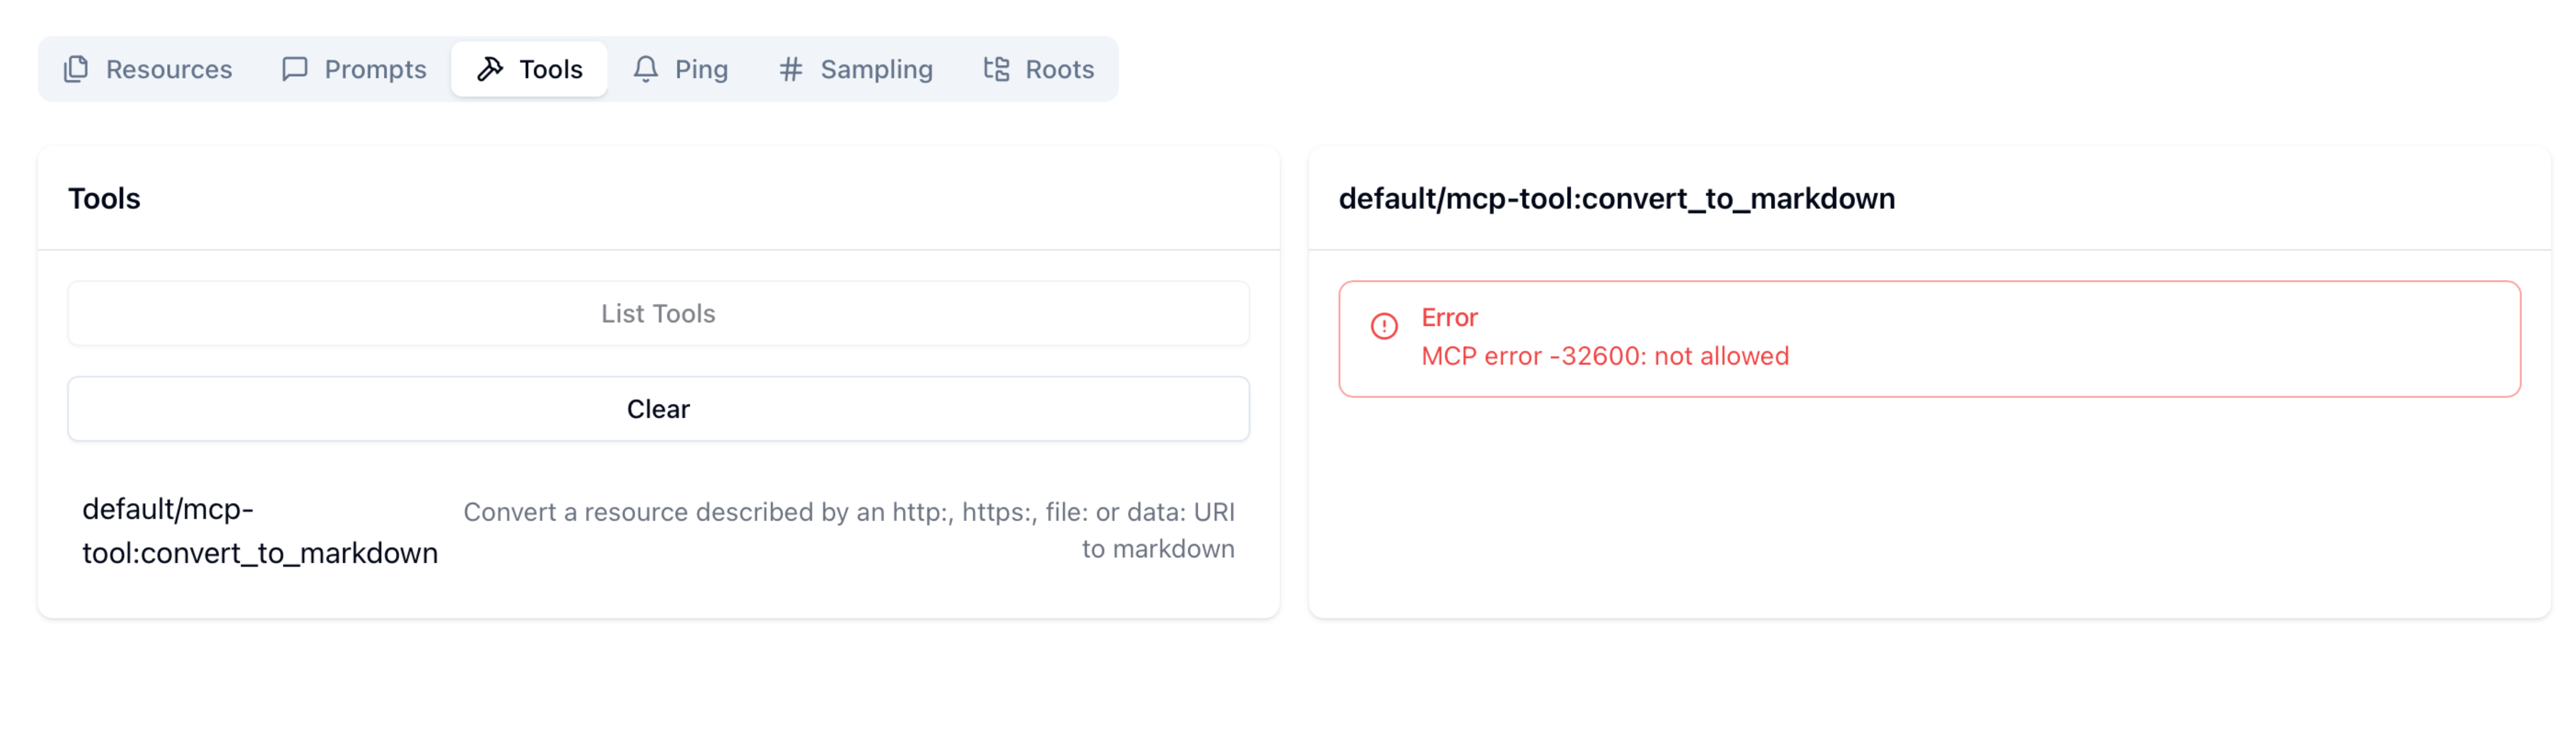 Resources Prompts Tools Ping Sampling Roots
Tools
List Tools
Clear
default/mcp-
tool:convert_to_markdown
Convert a resource described by an http:, https:, file: or data: URI
to markdown
default/mcp-tool:convert_to_markdown
Error
MCP error -32600: not allowed